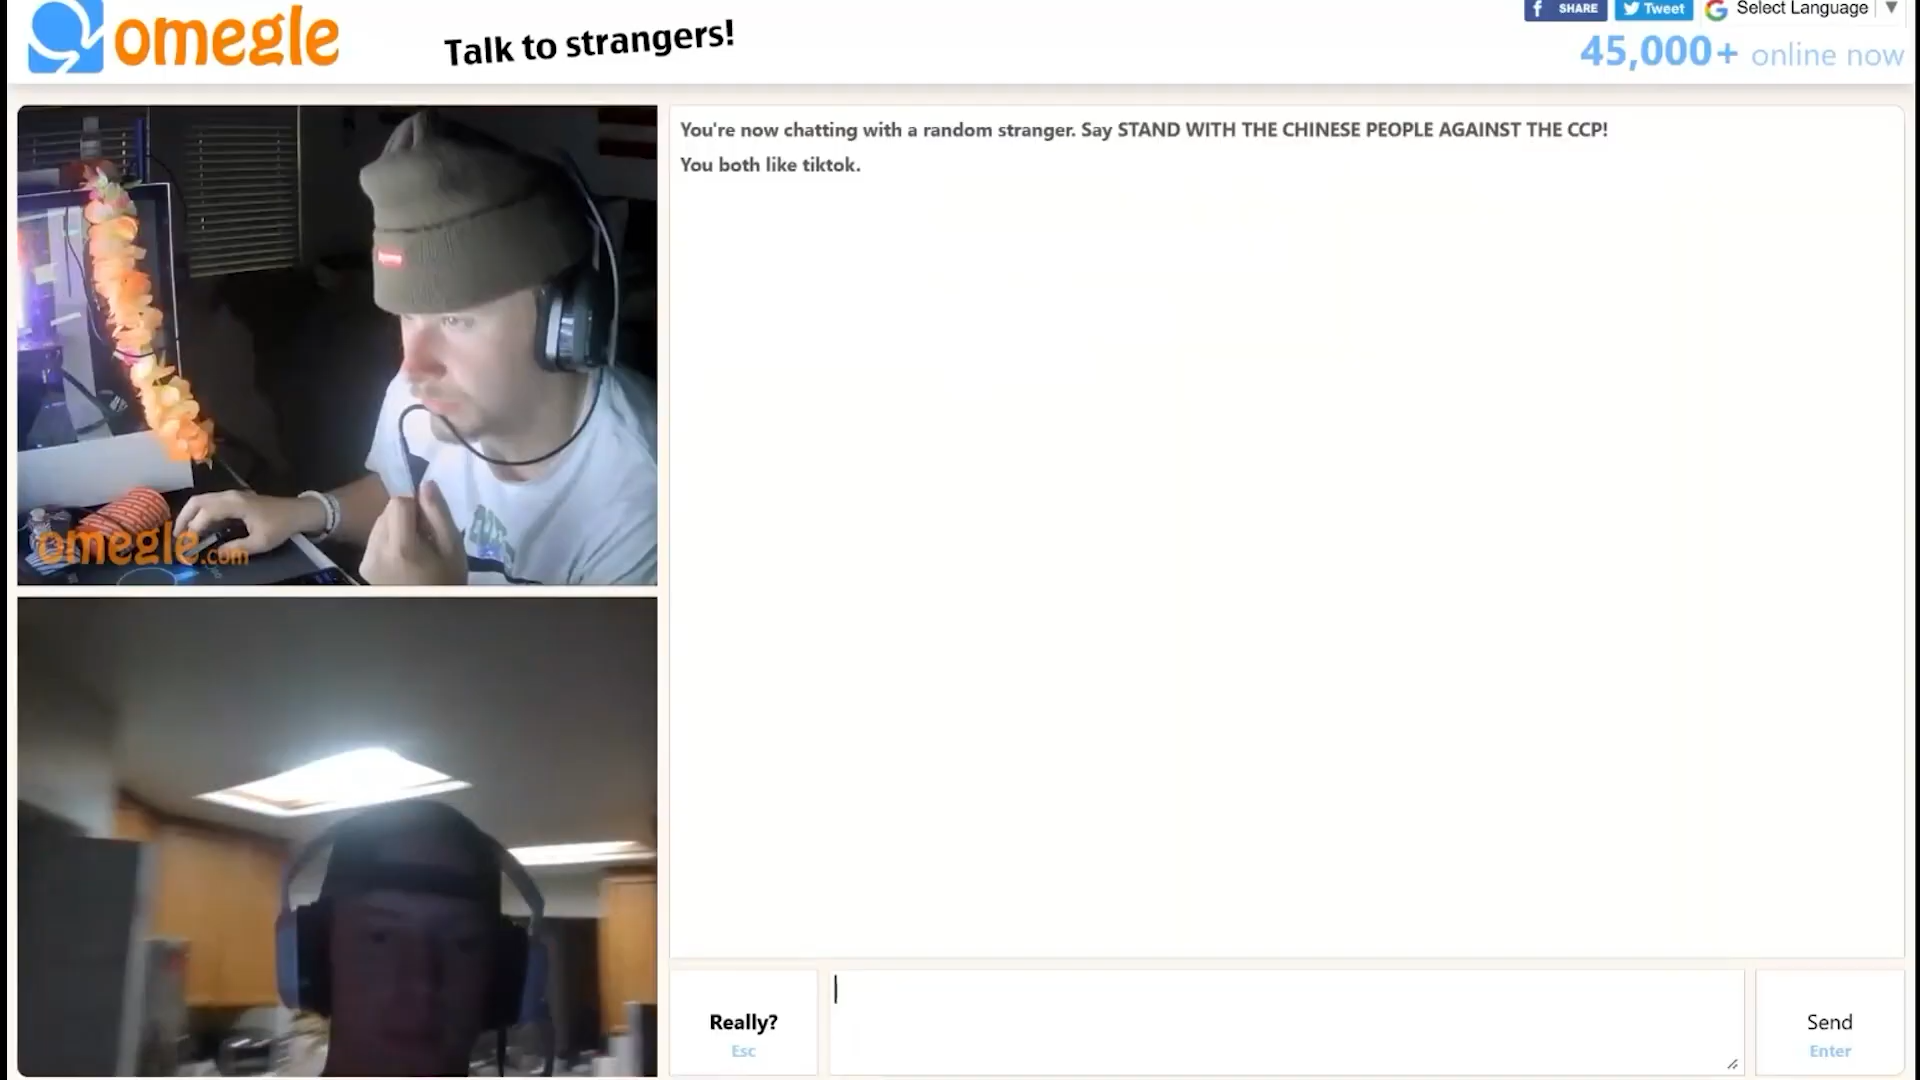 omegle
Talk to strangers!
SHARE
Tweet
Select Language
45,000+ online now
You're now chatting with a random stranger. Say STAND WITH THE CHINESE PEOPLE AGAINST THE CCP!
You both like tiktok.
omegle.com
Really?
Esc
Send
Enter